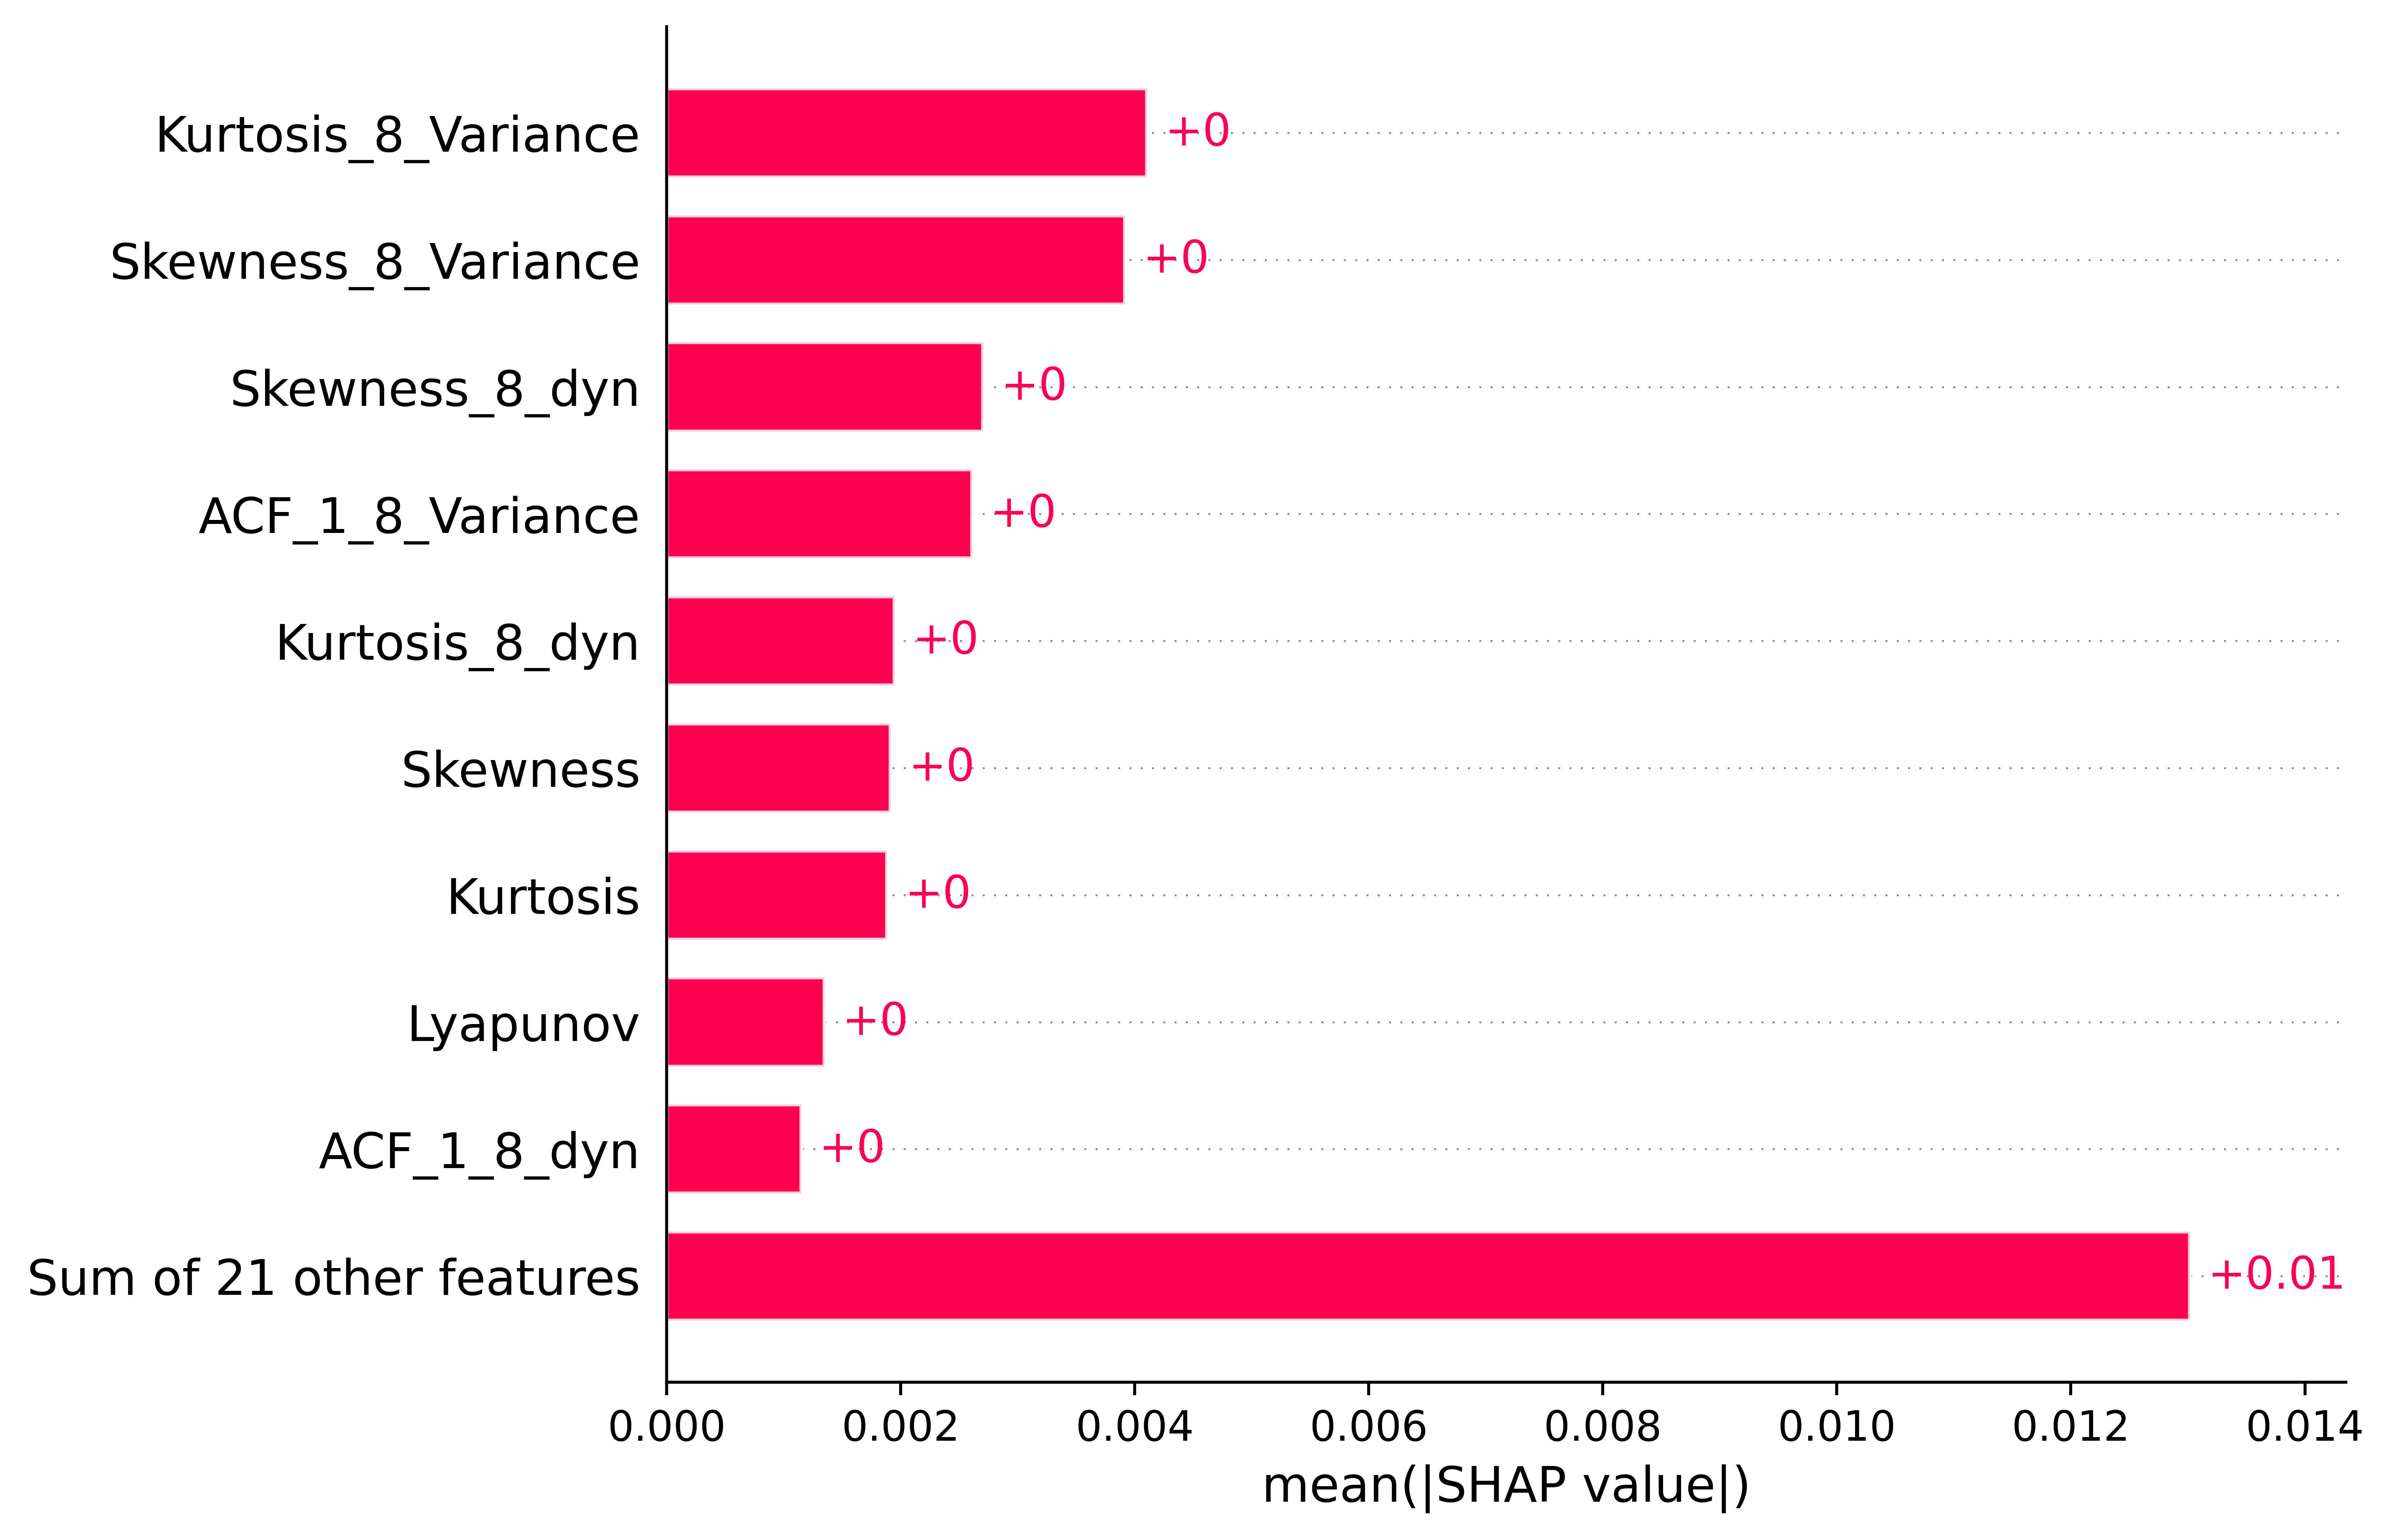 Kurtosis_8_Variance +0
Skewness_8_Variance +0
Skewness_8_dyn +0
ACF_1_8_Variance +0
Kurtosis_8_dyn +0
Skewness +0
Kurtosis +0
Lyapunov +0
ACF_1_8_dyn +0
Sum of 21 other features +0.01
0.000 0.002 0.004 0.006 0.008 0.010 0.012 0.014
mean(|SHAP value|)